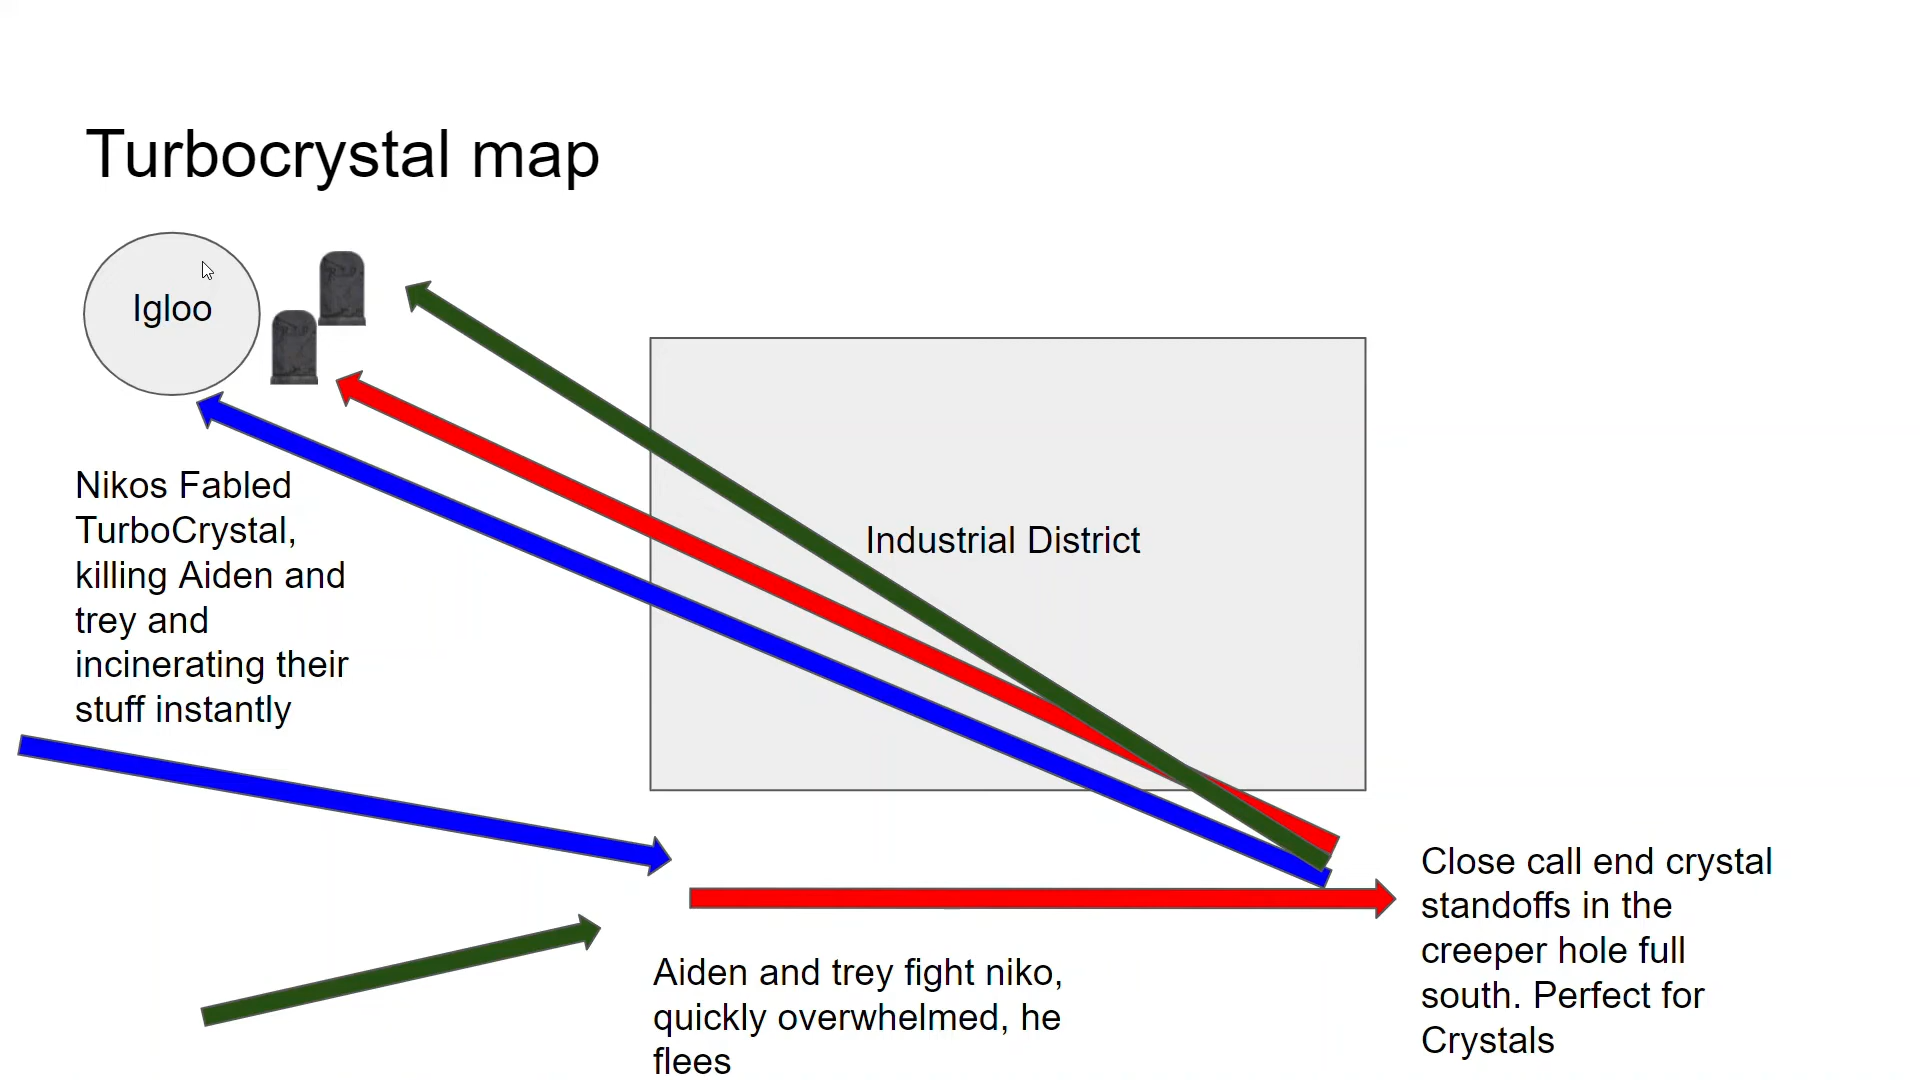 Turbocrystal map
Igloo
Nikos Fabled
TurboCrystal,
killing Aiden and
trey and
incinerating their
stuff instantly
Industrial District
Aiden and trey fight niko,
quickly overwhelmed, he
flees
Close call end crystal
standoffs in the
creeper hole full
south. Perfect for
Crystals